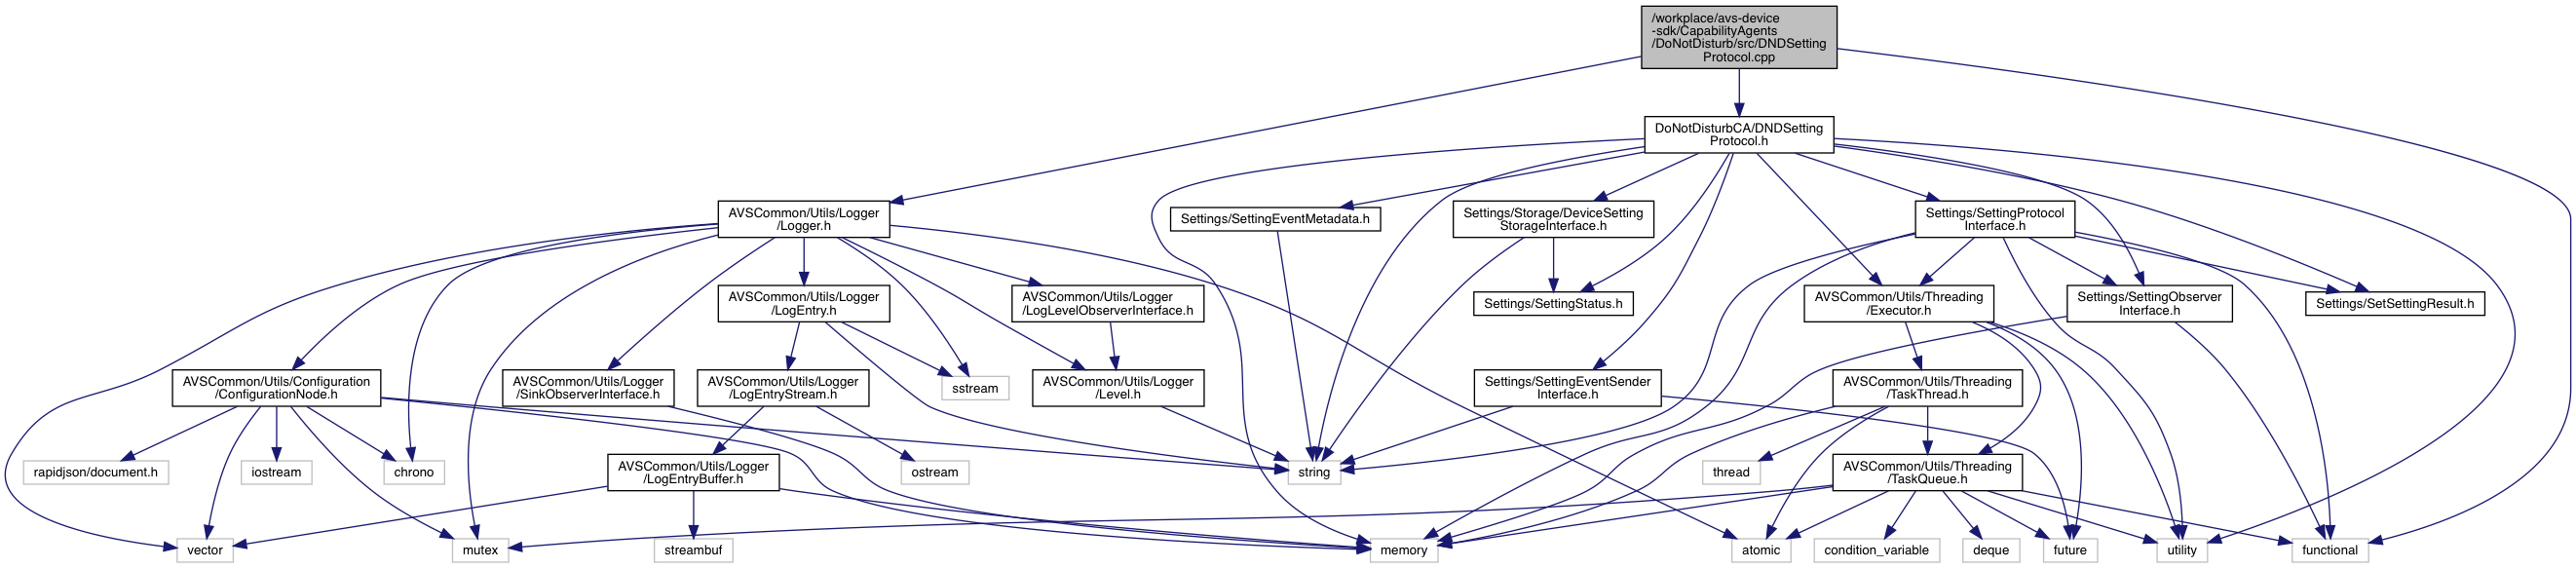 /workplace/avs-device
-sdk/CapabilityAgents
/DoNotDisturb/src/DNDSetting
Protocol.cpp
DoNotDisturbCA/DNDSetting
Protocol.h
AVSCommon/Utils/Logger
/Logger.h
Settings/SettingEventMetadata.h
Settings/Storage/DeviceSetting
StorageInterface.h
Settings/SettingProtocol
Interface.h
AVSCommon/Utils/Logger
/LogEntry.h
AVSCommon/Utils/Logger
/LogLevelObserverInterface.h
Settings/SettingStatus.h
AVSCommon/Utils/Threading
/Executor.h
Settings/SettingObserver
Interface.h
Settings/SetSettingResult.h
AVSCommon/Utils/Configuration
/ConfigurationNode.h
AVSCommon/Utils/Logger
/SinkObserverInterface.h
AVSCommon/Utils/Logger
/LogEntryStream.h
sstream
AVSCommon/Utils/Logger
/Level.h
Settings/SettingEventSender
Interface.h
AVSCommon/Utils/Threading
/TaskThread.h
rapidjson/document.h
iostream
chrono
AVSCommon/Utils/Logger
/LogEntryBuffer.h
ostream
string
thread
AVSCommon/Utils/Threading
/TaskQueue.h
vector
mutex
streambuf
memory
atomic
condition_variable
deque
future
utility
functional